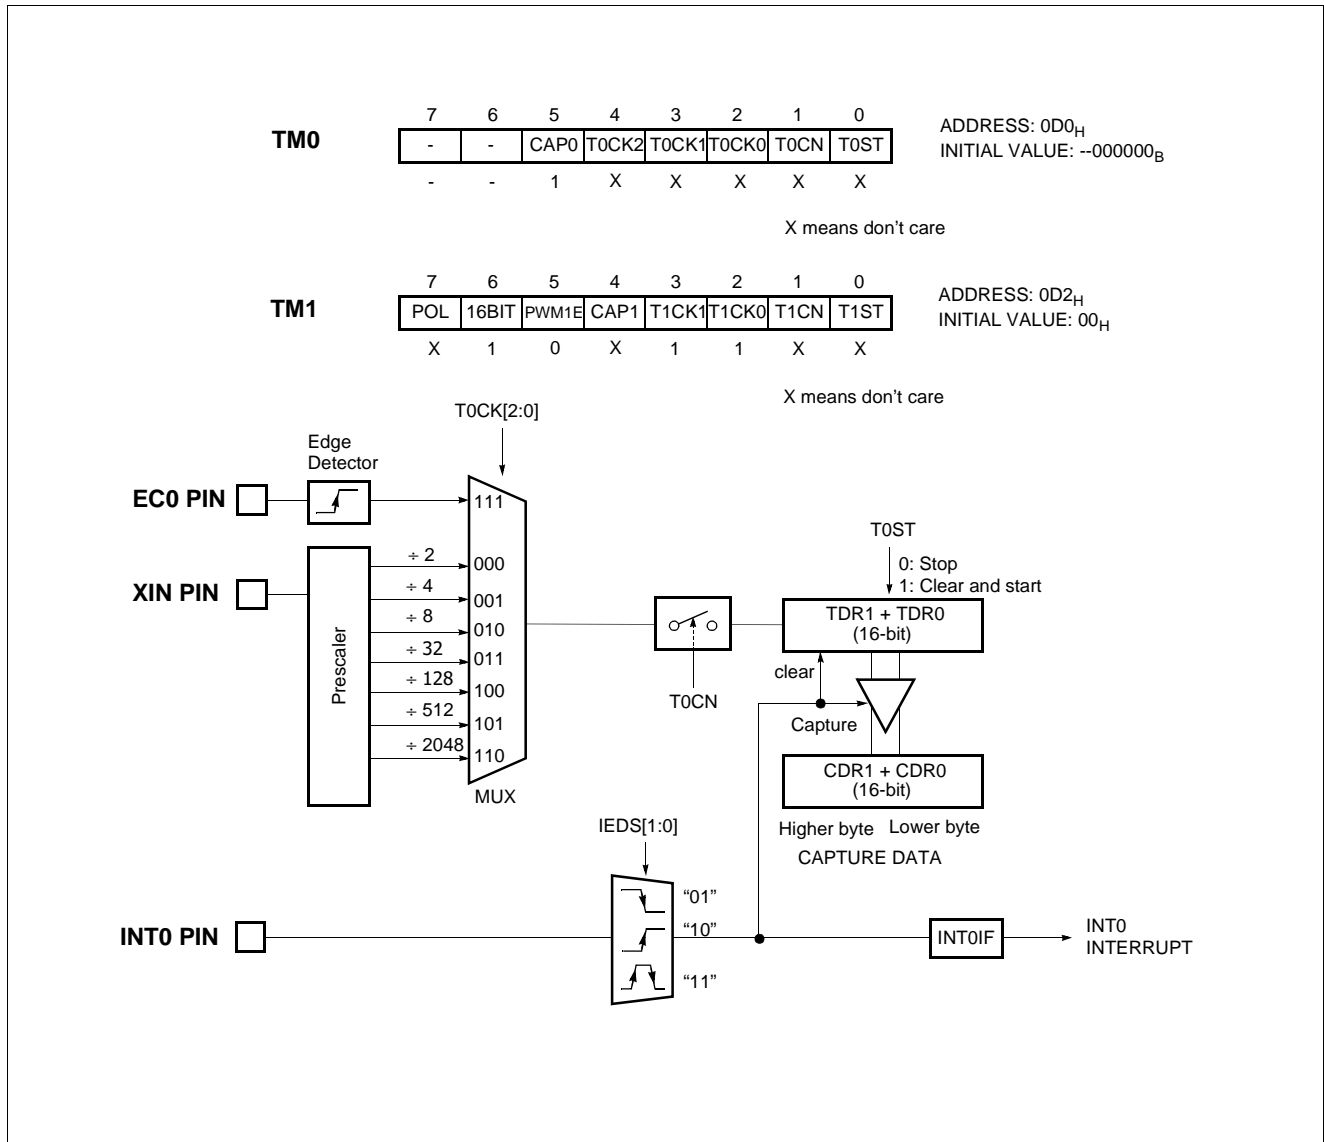 7 6 5 4 3 2 1 0
TM0
- - CAP0 T0CK2 T0CK1 T0CK0 T0CN T0ST
ADDRESS: 0D0H
INITIAL VALUE: --000000B
- - 1 X X X X X
X means don't care
7 6 5 4 3 2 1 0
TM1
POL 16BIT PWM1E CAP1 T1CK1 T1CK0 T1CN T1ST
ADDRESS: 0D2H
INITIAL VALUE: 00H
X 1 0 X 1 1 X X
X means don't care
T0CK[2:0]
Edge
Detector
EC0 PIN
111
XIN PIN
Prescaler
÷ 2
000
÷ 4
001
÷ 8
010
÷ 32
011
÷ 128
100
÷ 512
101
÷ 2048
110
MUX
T0CN
T0ST
0: Stop
1: Clear and start
TDR1 + TDR0
(16-bit)
clear
Capture
CDR1 + CDR0
(16-bit)
Higher byte Lower byte
CAPTURE DATA
IEDS[1:0]
“01”
“10”
“11”
INT0 PIN
INT0IF
INT0
INTERRUPT